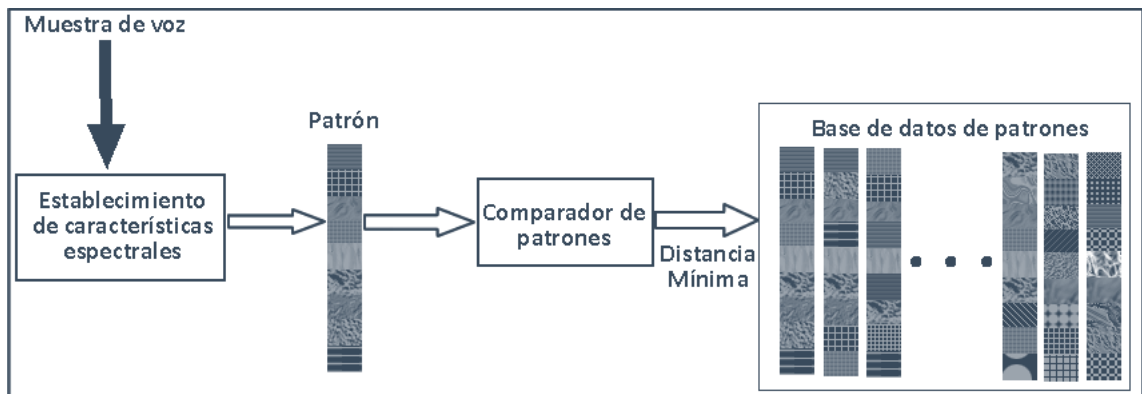 Muestra de voz
Establecimiento
de características
espectrales
Patrón
Comparador de
patrones
Distancia
Mínima
Base de datos de patrones